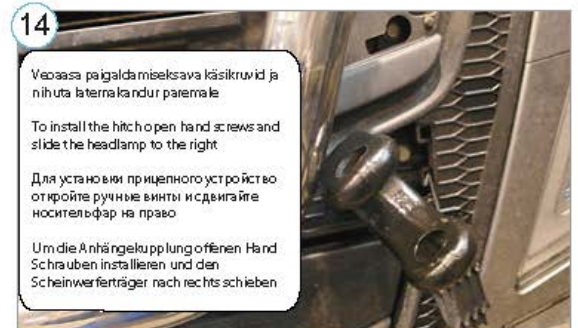 14
Veoaasa paigaldamiseksava käsikruvid ja
nihuta laternakandur paremale
To install the hitch open hand screws and
slide the headlamp to the right
Для установки прицепного устройство
откройте ручные винты и сдвигайте
носительфар на право
Um die Anhängekupplung offenen Hand
Schrauben installieren und den
Scheinwerferträger nach rechts schieben